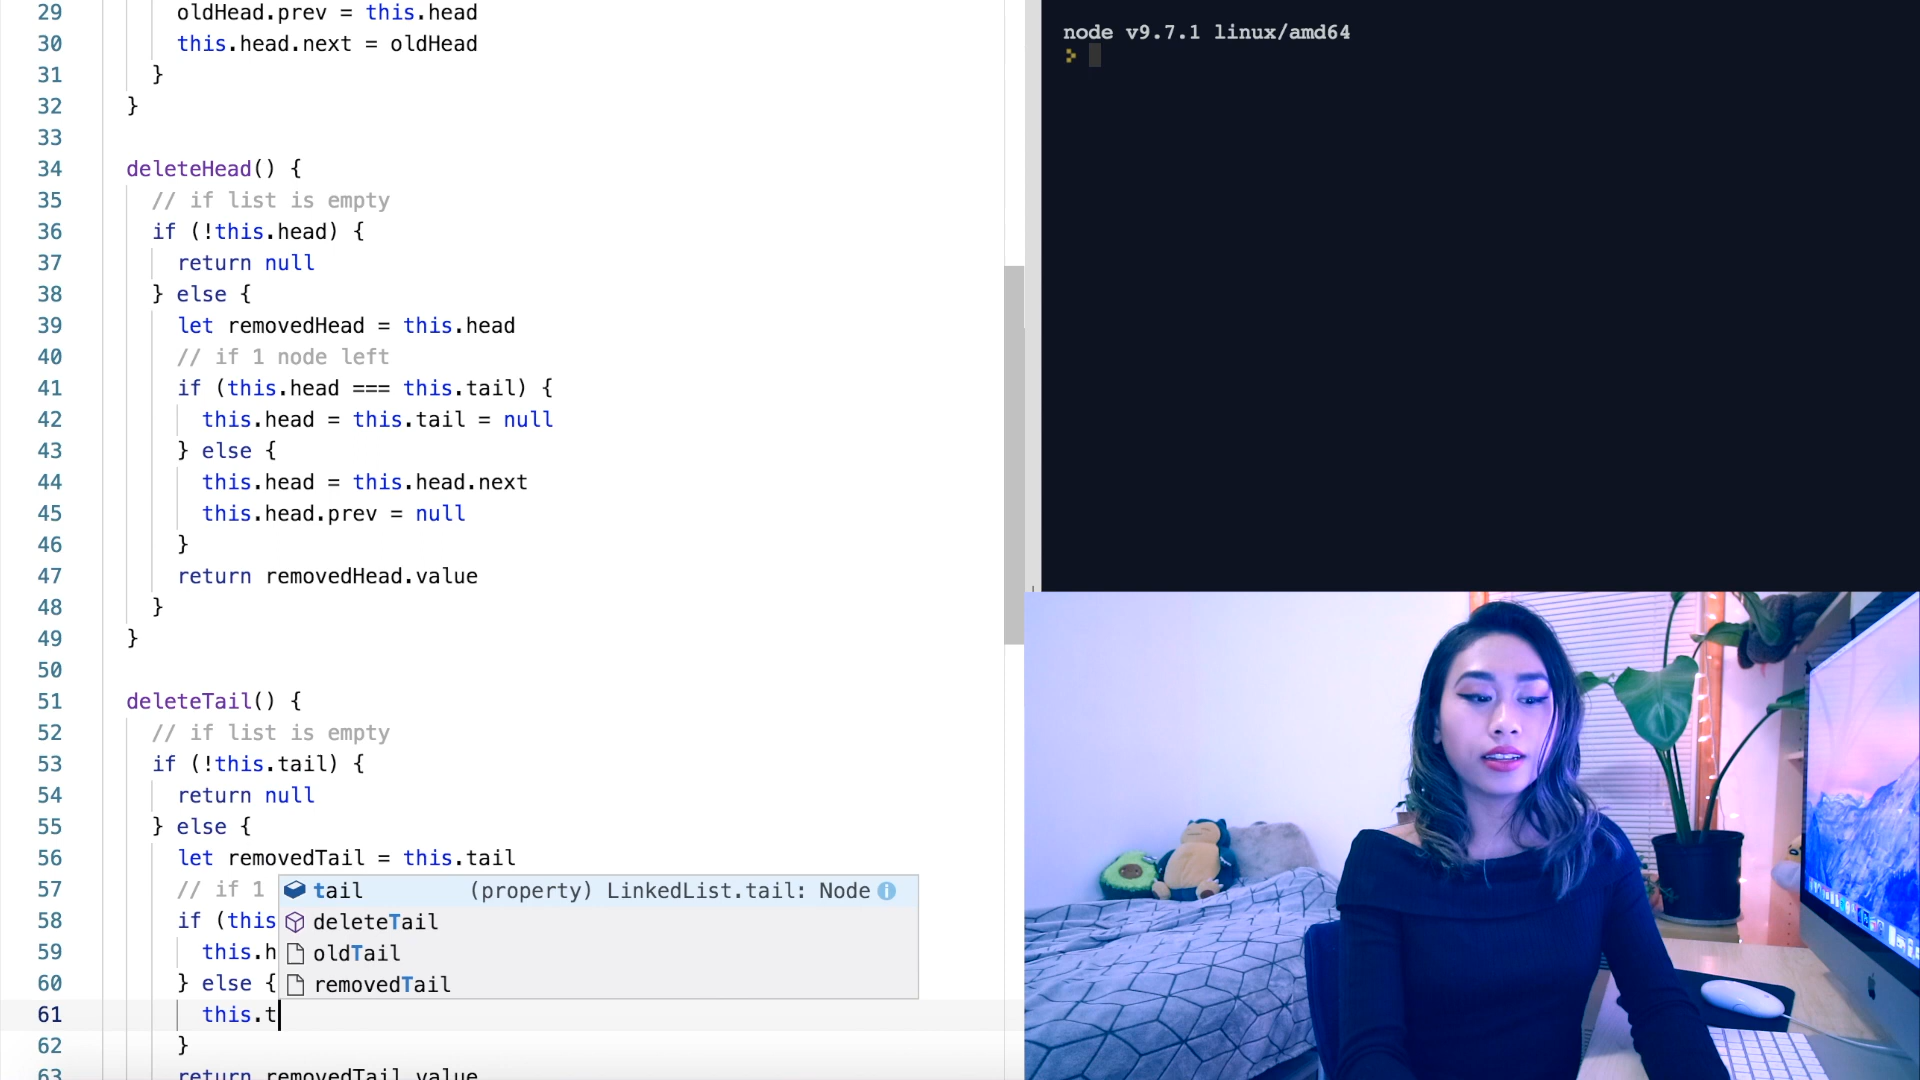 29 oldHead.prev = this.head
30 this.head.next = oldHead
31 }
32 }
33
34 deleteHead() {
35 // if list is empty
36 if (!this.head) {
37 return null
38 } else {
39 let removedHead = this.head
40 // if 1 node left
41 if (this.head === this.tail) {
42 this.head = this.tail = null
43 } else {
44 this.head = this.head.next
45 this.head.prev = null
46 }
47 return removedHead.value
48 }
49 }
50
51 deleteTail() {
52 // if list is empty
53 if (!this.tail) {
54 return null
55 } else {
56 let removedTail = this.tail
57 // if 1
58 if (this
59 this.h
60 } else {
61 this.t
62 }
63 return removedTail.value
tail (property) LinkedList.tail: Node
deleteTail
oldTail
removedTail
node v9.7.1 linux/amd64
>